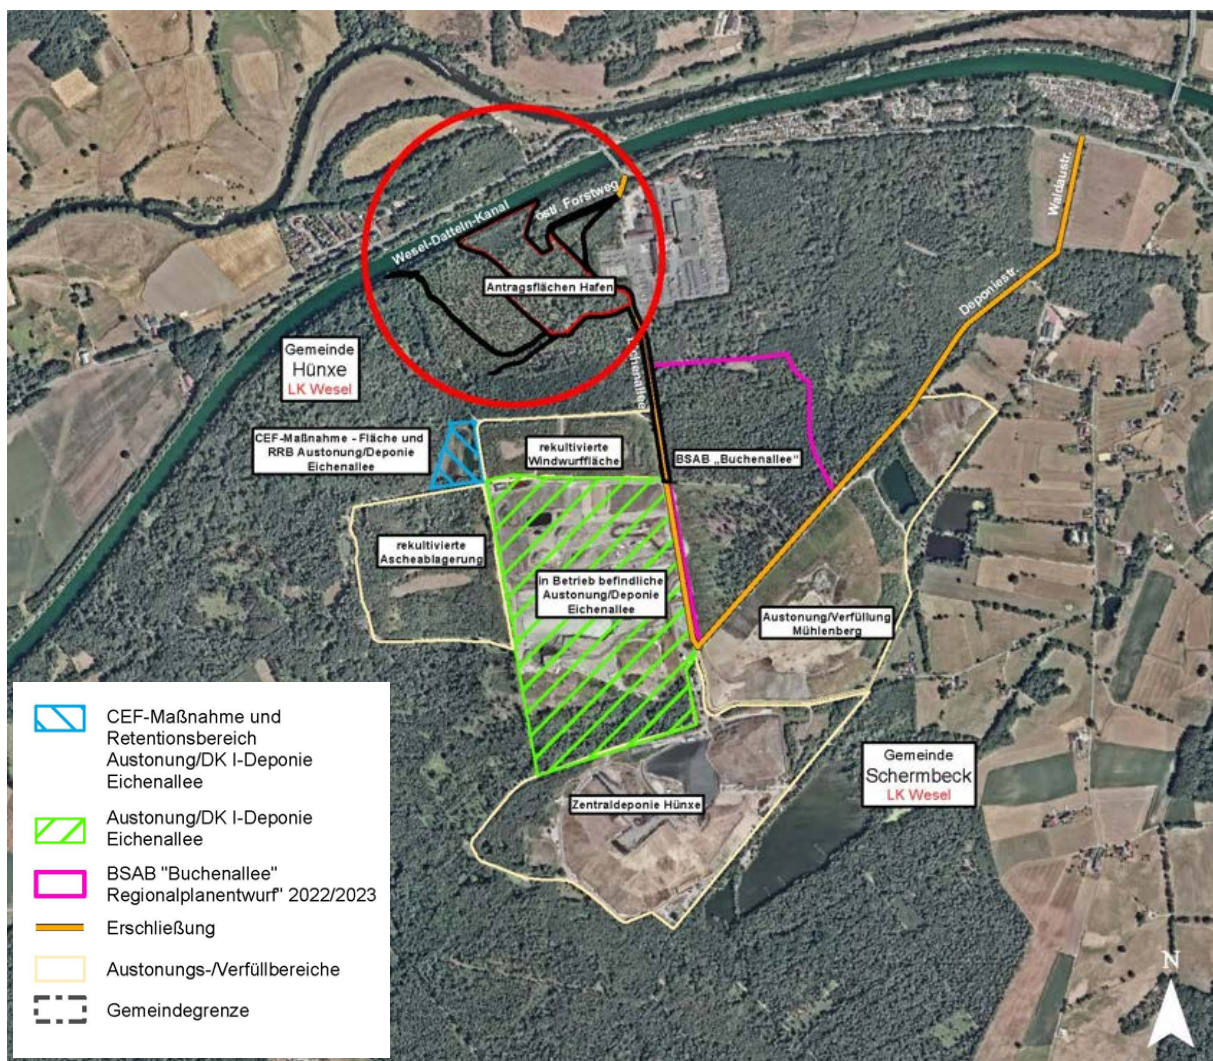 Waldaustr.
östl. Forstweg
Wesel-Datteln-Kanal
Deponiestr.
Antragsflächen Hafen
Gemeinde
Hünxe
LK Wesel
CEF-Maßnahme - Fläche und
RRB Austonung/Deponie
Eichenallee
rekultivierte
Windwurffläche
BSAB „Buchenallee"
rekultivierte
Ascheablagerung
in Betrieb befindliche
Austonung/Deponie
Eichenallee
Austonung/Verfüllung
Mühlenberg
Gemeinde
Schermbeck
LK Wesel
Zentraldeponie Hünxe
CEF-Maßnahme und
Retentionsbereich
Austonung/DK I-Deponie
Eichenallee
Austonung/DK I-Deponie
Eichenallee
BSAB "Buchenallee"
Regionalplanentwurf" 2022/2023
Erschließung
Austonungs-/Verfüllbereiche
Gemeindegrenze
N